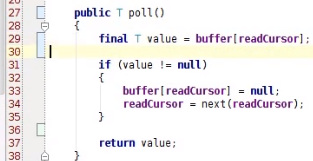 27 public T poll()
28 {
29 final T value = buffer[readCursor];
30
31 if (value != null)
32 {
33 buffer[readCursor] = null;
34 readCursor = next(readCursor);
35 }
36
37 return value;
38 }